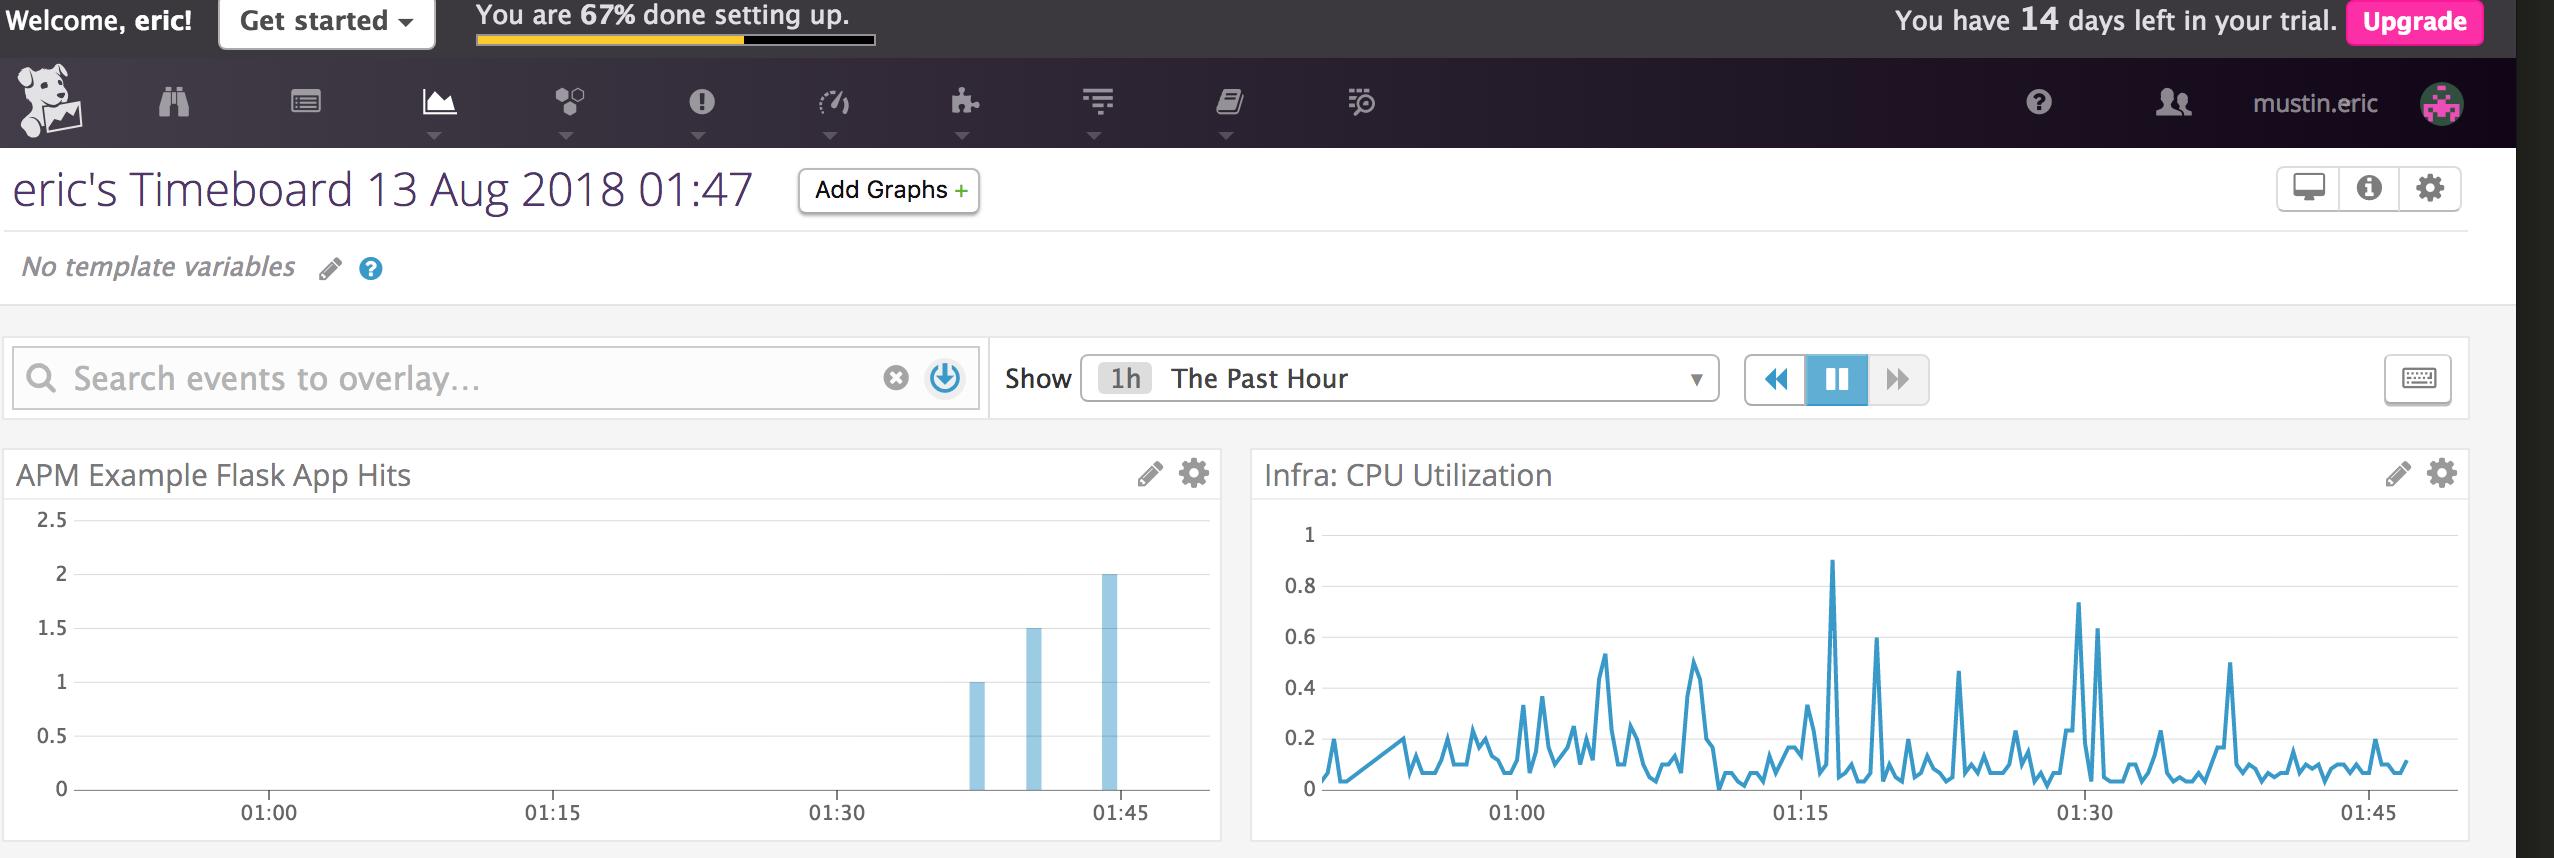 Welcome, eric!
Get started
You are 67% done setting up.
You have 14 days left in your trial.
Upgrade
mustin.eric
eric's Timeboard 13 Aug 2018 01:47
Add Graphs +
No template variables
Search events to overlay...
Show
1h The Past Hour
APM Example Flask App Hits
2.5
2
1.5
1
0.5
0
01:00
01:15
01:30
01:45
Infra: CPU Utilization
1
0.8
0.6
0.4
0.2
0
01:00
01:15
01:30
01:45